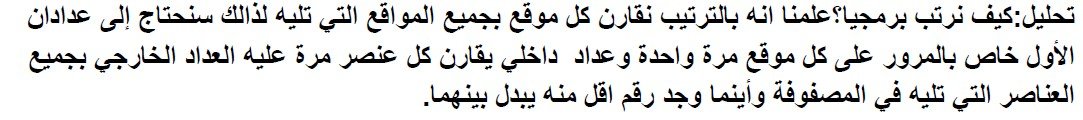 تحليل:كيف نرتب برمجيا؟علمنا انه بالترتيب نقارن كل موقع بجميع المواقع التي تليه لذالك سنحتاج إلى عدادان
الأول خاص بالمرور على كل موقع مرة واحدة وعداد داخلي يقارن كل عنصر مرة عليه العداد الخارجي بجميع
العناصر التي تليه في المصفوفة وأينما وجد رقم اقل منه يبدل بينهما.